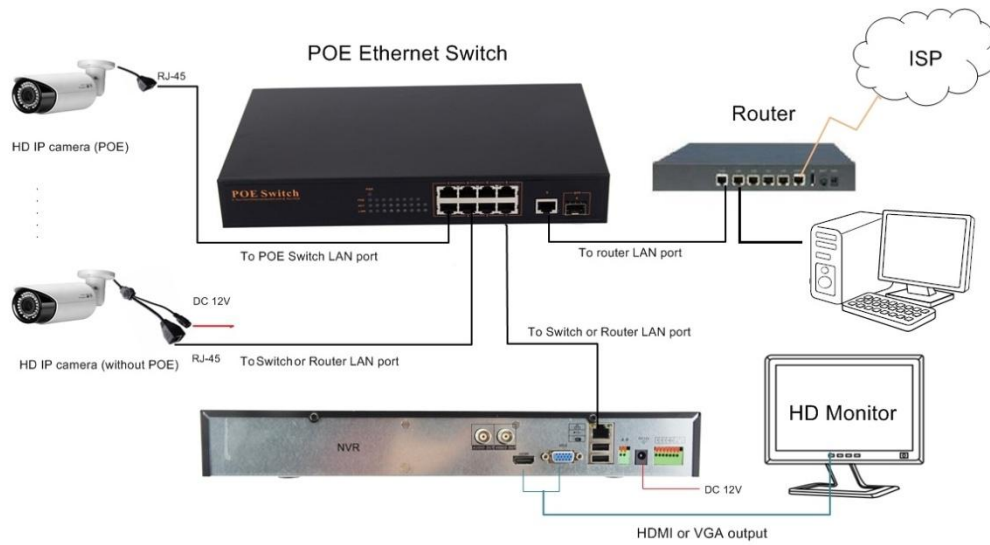 POE Ethernet Switch
ISP
RJ-45
Router
HD IP camera (POE)
POE Switch
To POE Switch LAN port
To router LAN port
DC 12V
To Switch or Router LAN port
HD IP camera (without POE)
RJ-45
To Switch or Router LAN port
HD Monitor
NVR
DC 12V
HDMI or VGA output